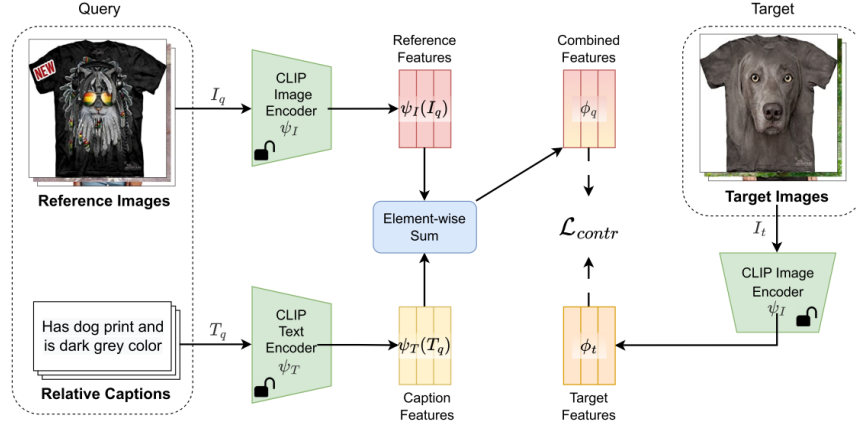 Query
Target
NEW
Reference Images
I_q
CLIP
Image
Encoder
ψ_I
Reference
Features
ψ_I(I_q)
Combined
Features
ϕ_q
Element-wise
Sum
ℒ_contr
Target Images
I_t
CLIP Image
Encoder
ψ_I
Has dog print and
is dark grey color
Relative Captions
T_q
CLIP
Text
Encoder
ψ_T
ψ_T(T_q)
Caption
Features
ϕ_t
Target
Features